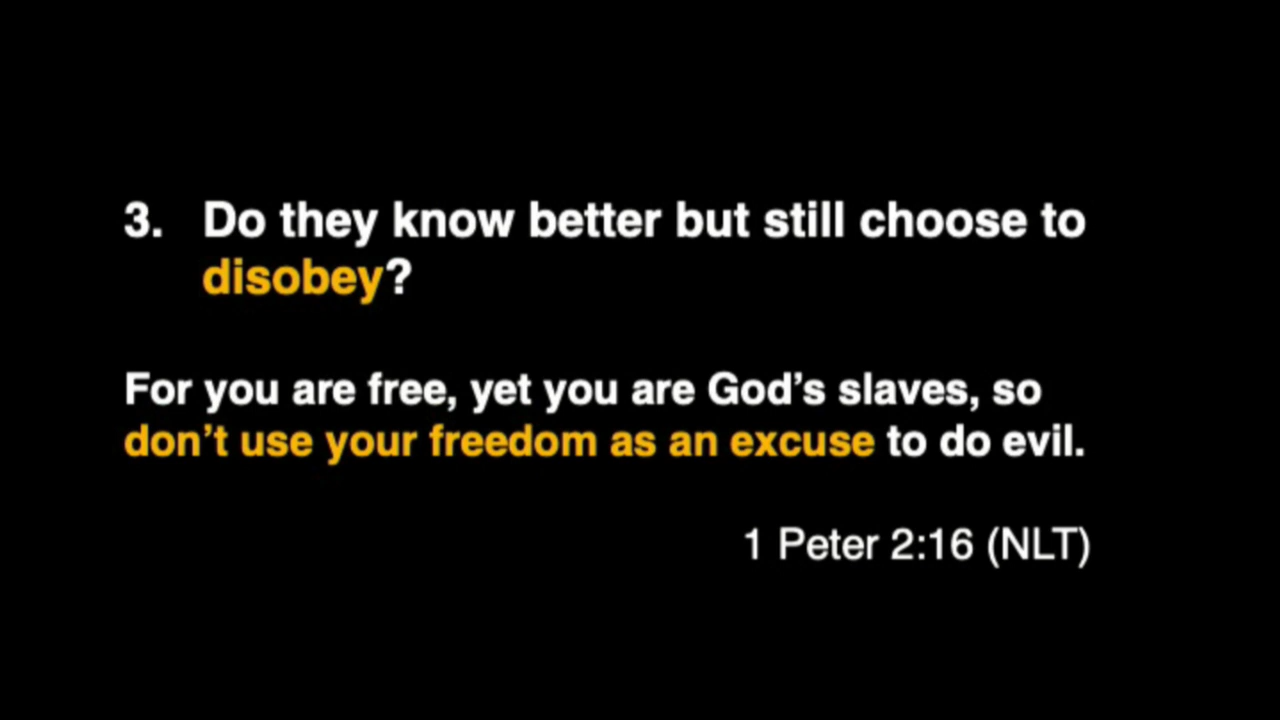 3. Do they know better but still choose to
disobey?
For you are free, yet you are God’s slaves, so
don’t use your freedom as an excuse to do evil.
1 Peter 2:16 (NLT)